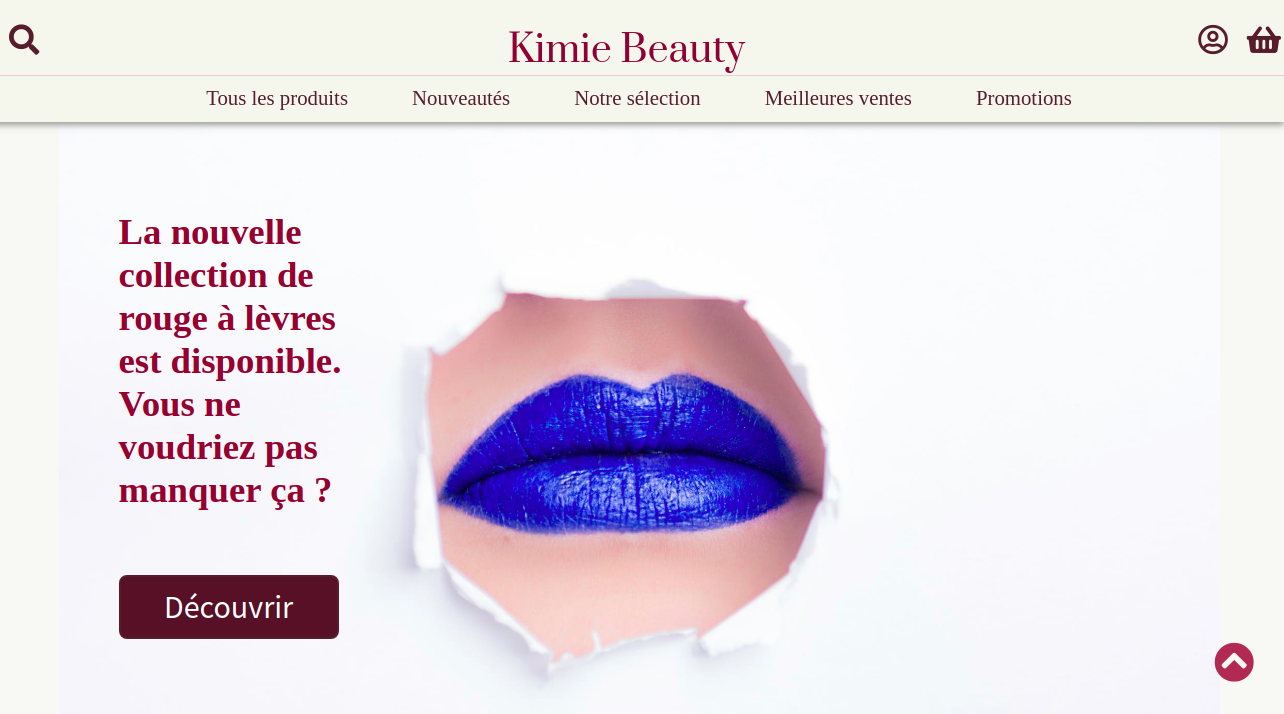 Kimie Beauty
Tous les produits Nouveautés Notre sélection Meilleures ventes Promotions
La nouvelle
collection de
rouge à lèvres
est disponible.
Vous ne
voudriez pas
manquer ça ?
Découvrir